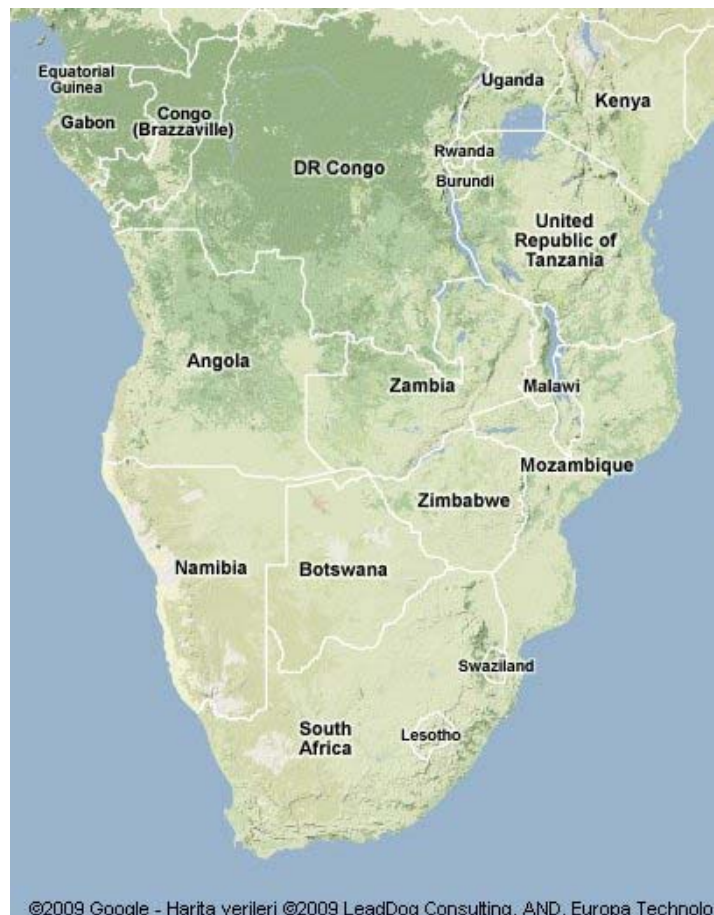 Uganda
Equatorial
Guinea
Kenya
Gabon
Congo
(Brazzaville)
Rwanda
DR Congo
Burundi
United
Republic of
Tanzania
Angola
Zambia
Malawi
Mozambique
Zimbabwe
Namibia
Botswana
Swaziland
South
Africa
Lesotho
©2009 Google - Harita verileri ©2009 LeadDog Consulting, AND, Europa Technolo